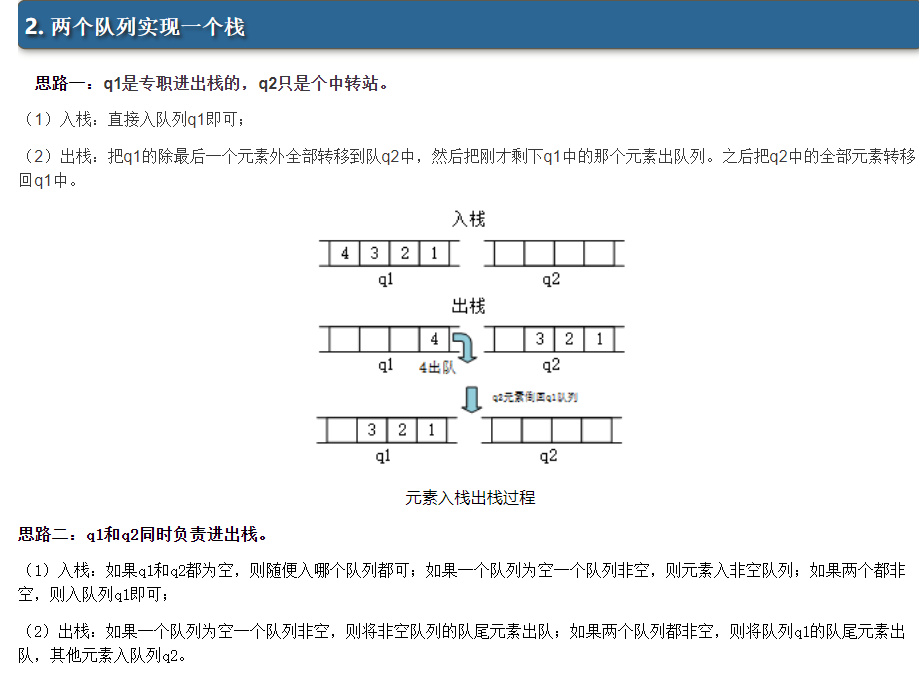 2. 两个队列实现一个栈
思路一：q1是专职进出栈的，q2只是个中转站。
（1）入栈：直接入队列q1即可；
（2）出栈：把q1的除最后一个元素外全部转移到队q2中，然后把刚才剩下q1中的那个元素出队列。之后把q2中的全部元素转移
回q1中。
入栈
4 3 2 1
q1 q2
出栈
4 3 2 1
q1 4出队 q2
q2元素倒回q1队列
3 2 1
q1 q2
元素入栈出栈过程
思路二：q1和q2同时负责进出栈。
（1）入栈：如果q1和q2都为空，则随便入哪个队列都可；如果一个队列为空一个队列非空，则元素入非空队列；如果两个都非
空，则入队列q1即可；
（2）出栈：如果一个队列为空一个队列非空，则将非空队列的队尾元素出队；如果两个队列都非空，则将队列q1的队尾元素出
队，其他元素入队列q2。